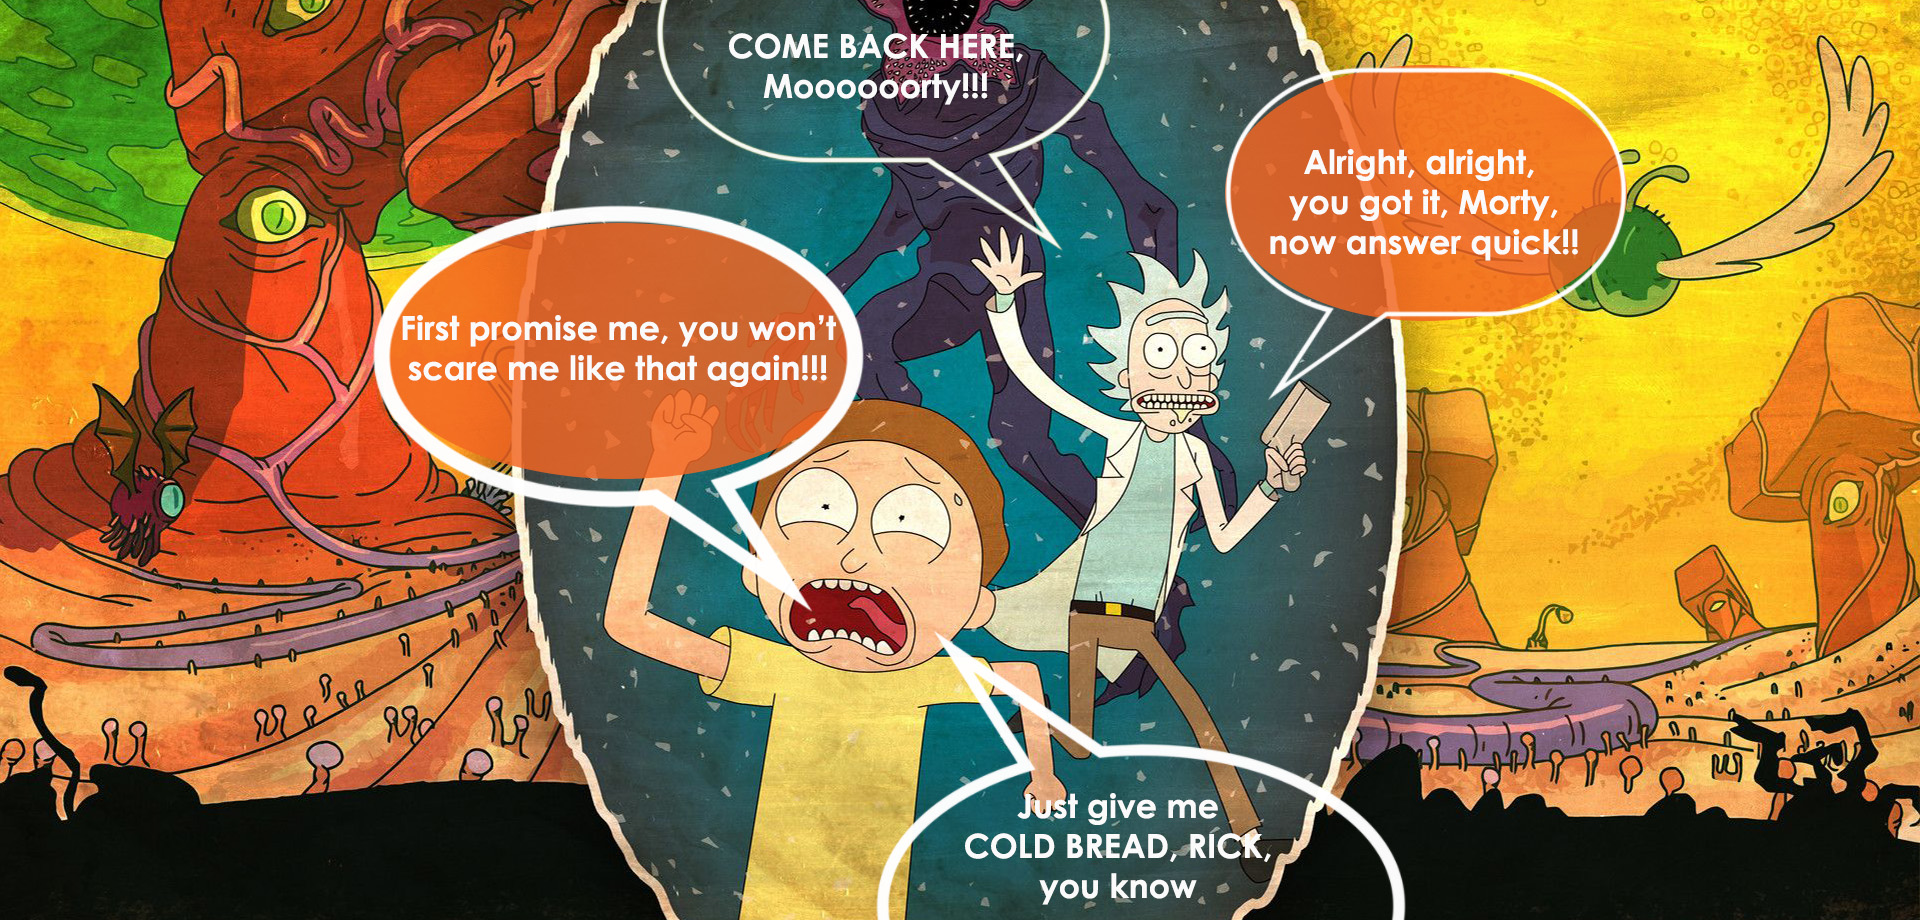 COME BACK HERE,
Moooooorty!!!
First promise me, you won’t
scare me like that again!!!
Alright, alright,
you got it, Morty,
now answer quick!!
Just give me
COLD BREAD, RICK,
you know